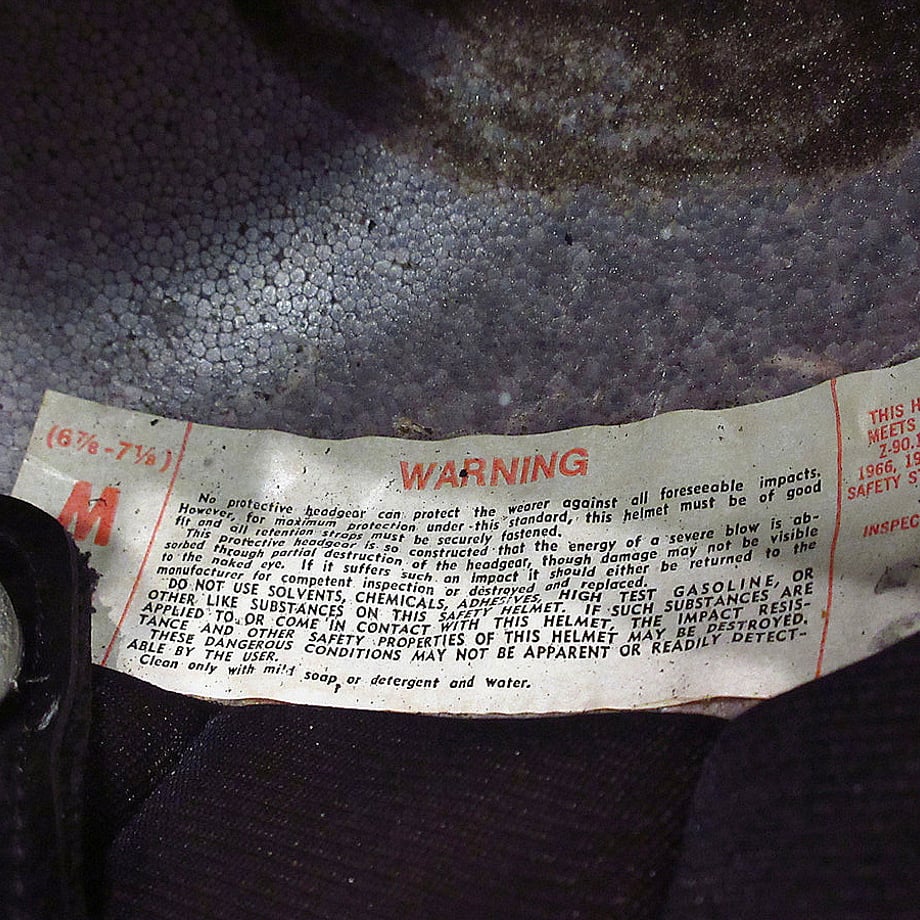 (6 7/8 - 7 1/8)
M
WARNING
No protective headgear can protect the wearer against all foreseeable impacts.
However, for maximum protection under this standard, this helmet must be of good
fit and all retention straps must be securely fastened.
This protective headgear is so constructed that the energy of a severe blow is ab-
sorbed through partial destruction of the headgear, though damage may not be visible
to the naked eye. If it suffers such an impact it should either be returned to the
manufacturer for competent inspection or destroyed and replaced.
DO NOT USE SOLVENTS, CHEMICALS, ADHESIVES, HIGH TEST GASOLINE, OR
OTHER LIKE SUBSTANCES ON THIS SAFETY HELMET. IF SUCH SUBSTANCES ARE
APPLIED TO OR COME IN CONTACT WITH THIS HELMET, THE IMPACT RESIS-
TANCE AND OTHER SAFETY PROPERTIES OF THIS HELMET MAY BE DESTROYED.
THESE DANGEROUS CONDITIONS MAY NOT BE APPARENT OR READILY DETECT-
ABLE BY THE USER.
Clean only with mild soap or detergent and water.
THIS H
MEETS
Z-90.
1966, 19
SAFETY S
INSPEC